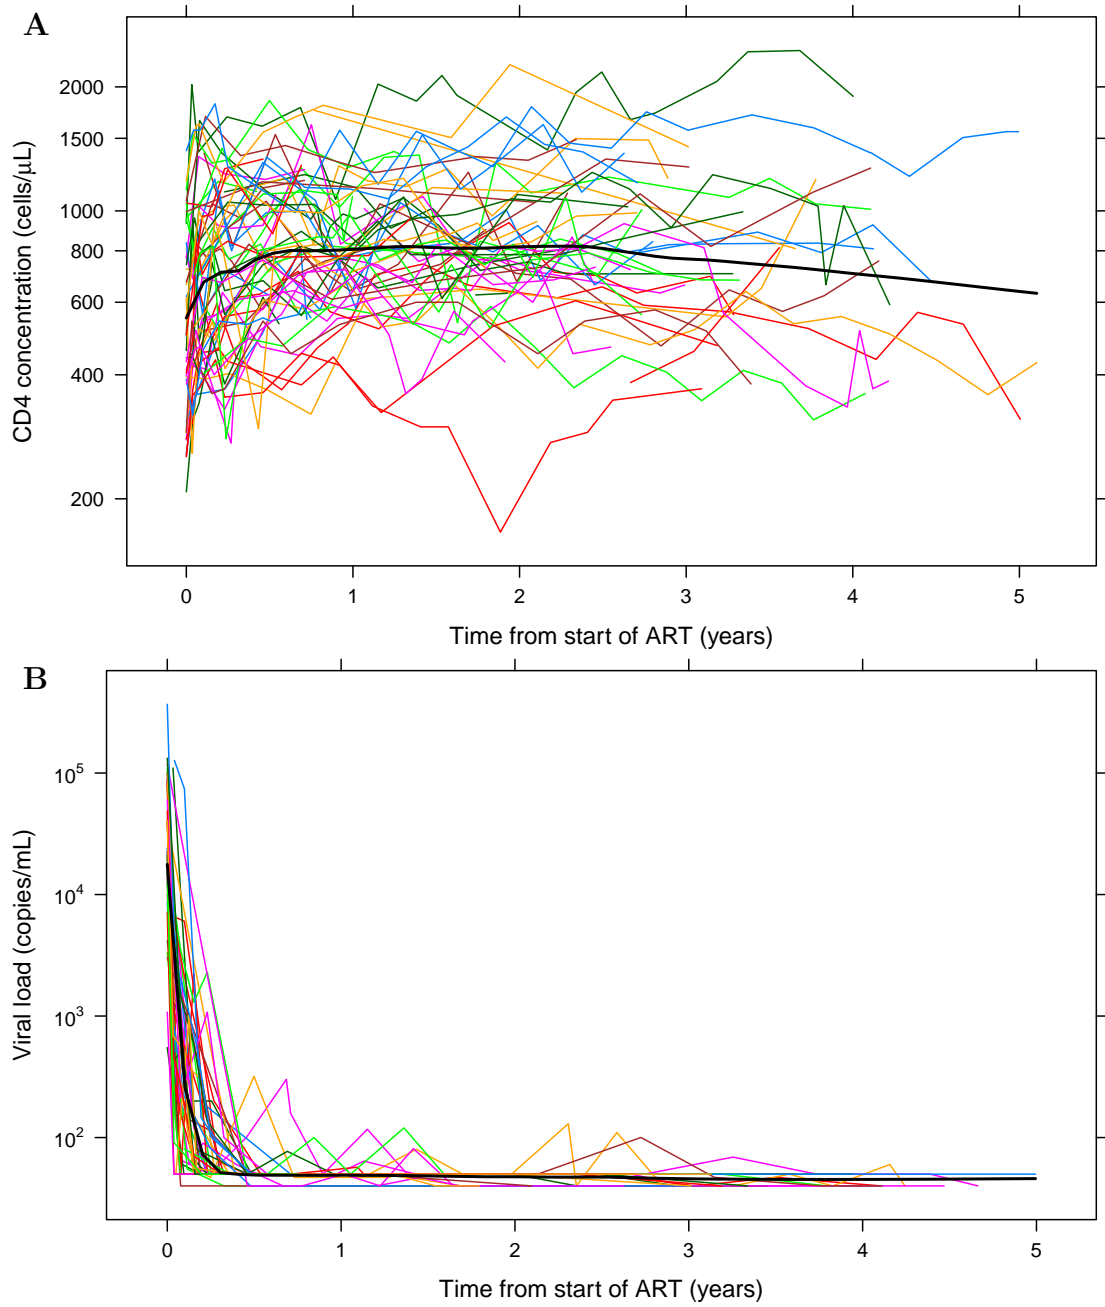 A
2000
1500
1000
800
600
400
200
CD4 concentration (cells/μL)
0 1 2 3 4 5
Time from start of ART (years)
B
10^5
10^4
10^3
10^2
Viral load (copies/mL)
0 1 2 3 4 5
Time from start of ART (years)